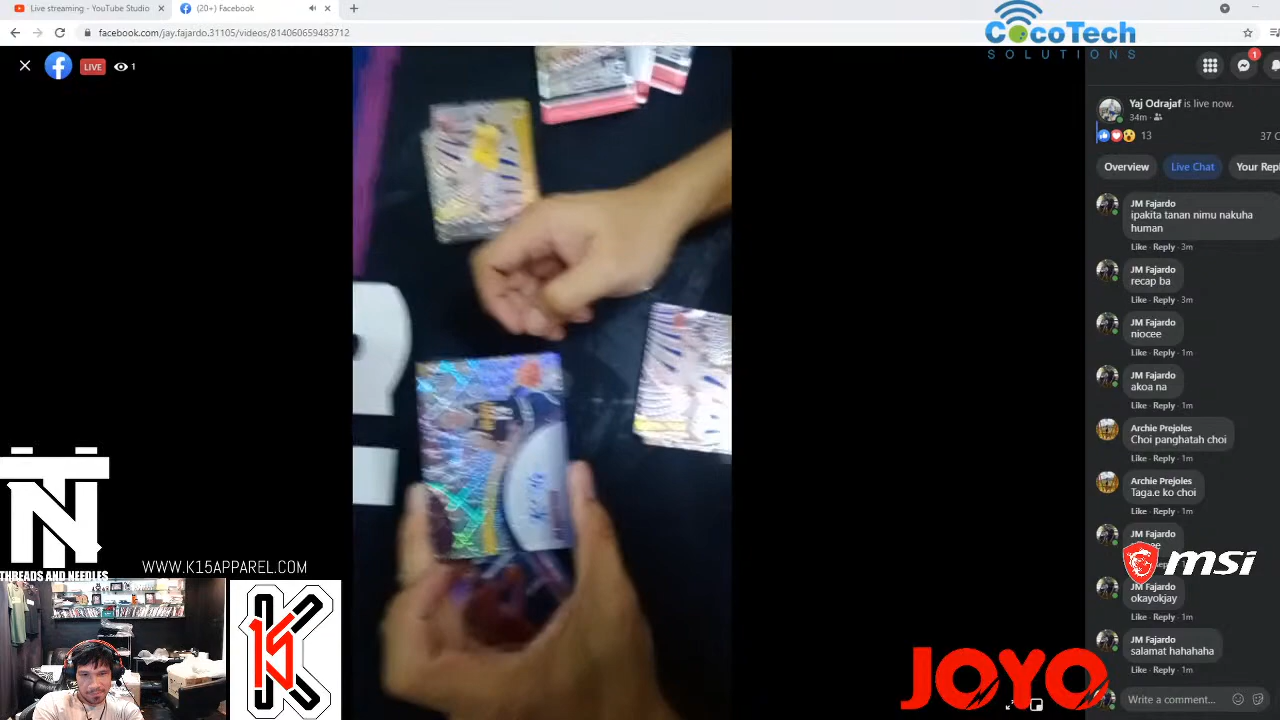 Live streaming - YouTube Studio
(20+) Facebook
facebook.com/jay.fajardo.31105/videos/814060659483712
CocoTech
SOLUTIONS
LIVE
1
1
Yaj Odrajaf is live now.
34m
13
37 C
Overview
Live Chat
Your Repl
JM Fajardo
ipakita tanan nimu nakuha
human
Like · Reply · 3m
JM Fajardo
recap ba
Like · Reply · 3m
JM Fajardo
niocee
Like · Reply · 1m
JM Fajardo
akoa na
Like · Reply · 1m
Archie Prejoles
Choi panghatah choi
Like · Reply · 1m
Archie Prejoles
Taga.e ko choi
Like · Reply · 1m
JM Fajardo
msi
JM Fajardo
okayokjay
Like · Reply · 1m
JM Fajardo
salamat hahahaha
Like · Reply · 1m
Write a comment...
TN
THREADS AND NEEDLES
WWW.K15APPAREL.COM
K15N
JOYO